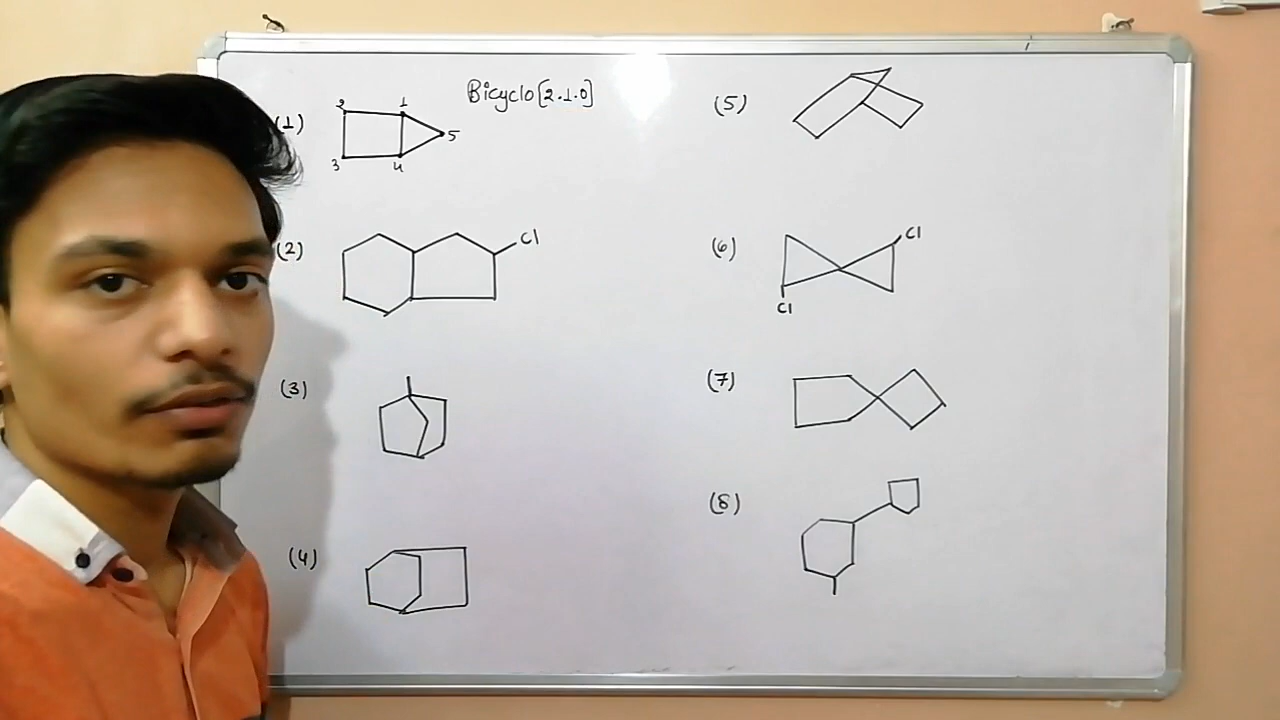 (1)
2 1
3 4
5
Bicyclo[2.1.0]
(2)
Cl
(3)
(4)
(5)
(6)
Cl
Cl
(7)
(8)